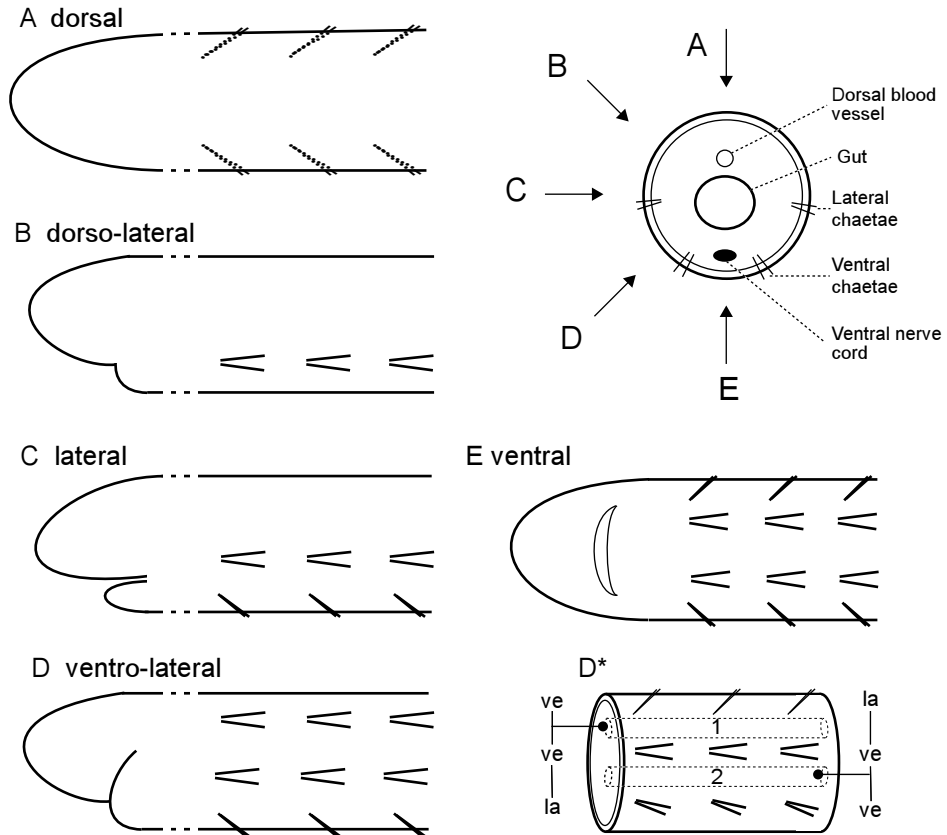 A dorsal
A
B
C
D
E
Dorsal blood
vessel
Gut
Lateral
chaetae
Ventral
chaetae
Ventral nerve
cord
B dorso-lateral
C lateral
E ventral
D ventro-lateral
D*
ve
ve
la
1
2
la
ve
ve